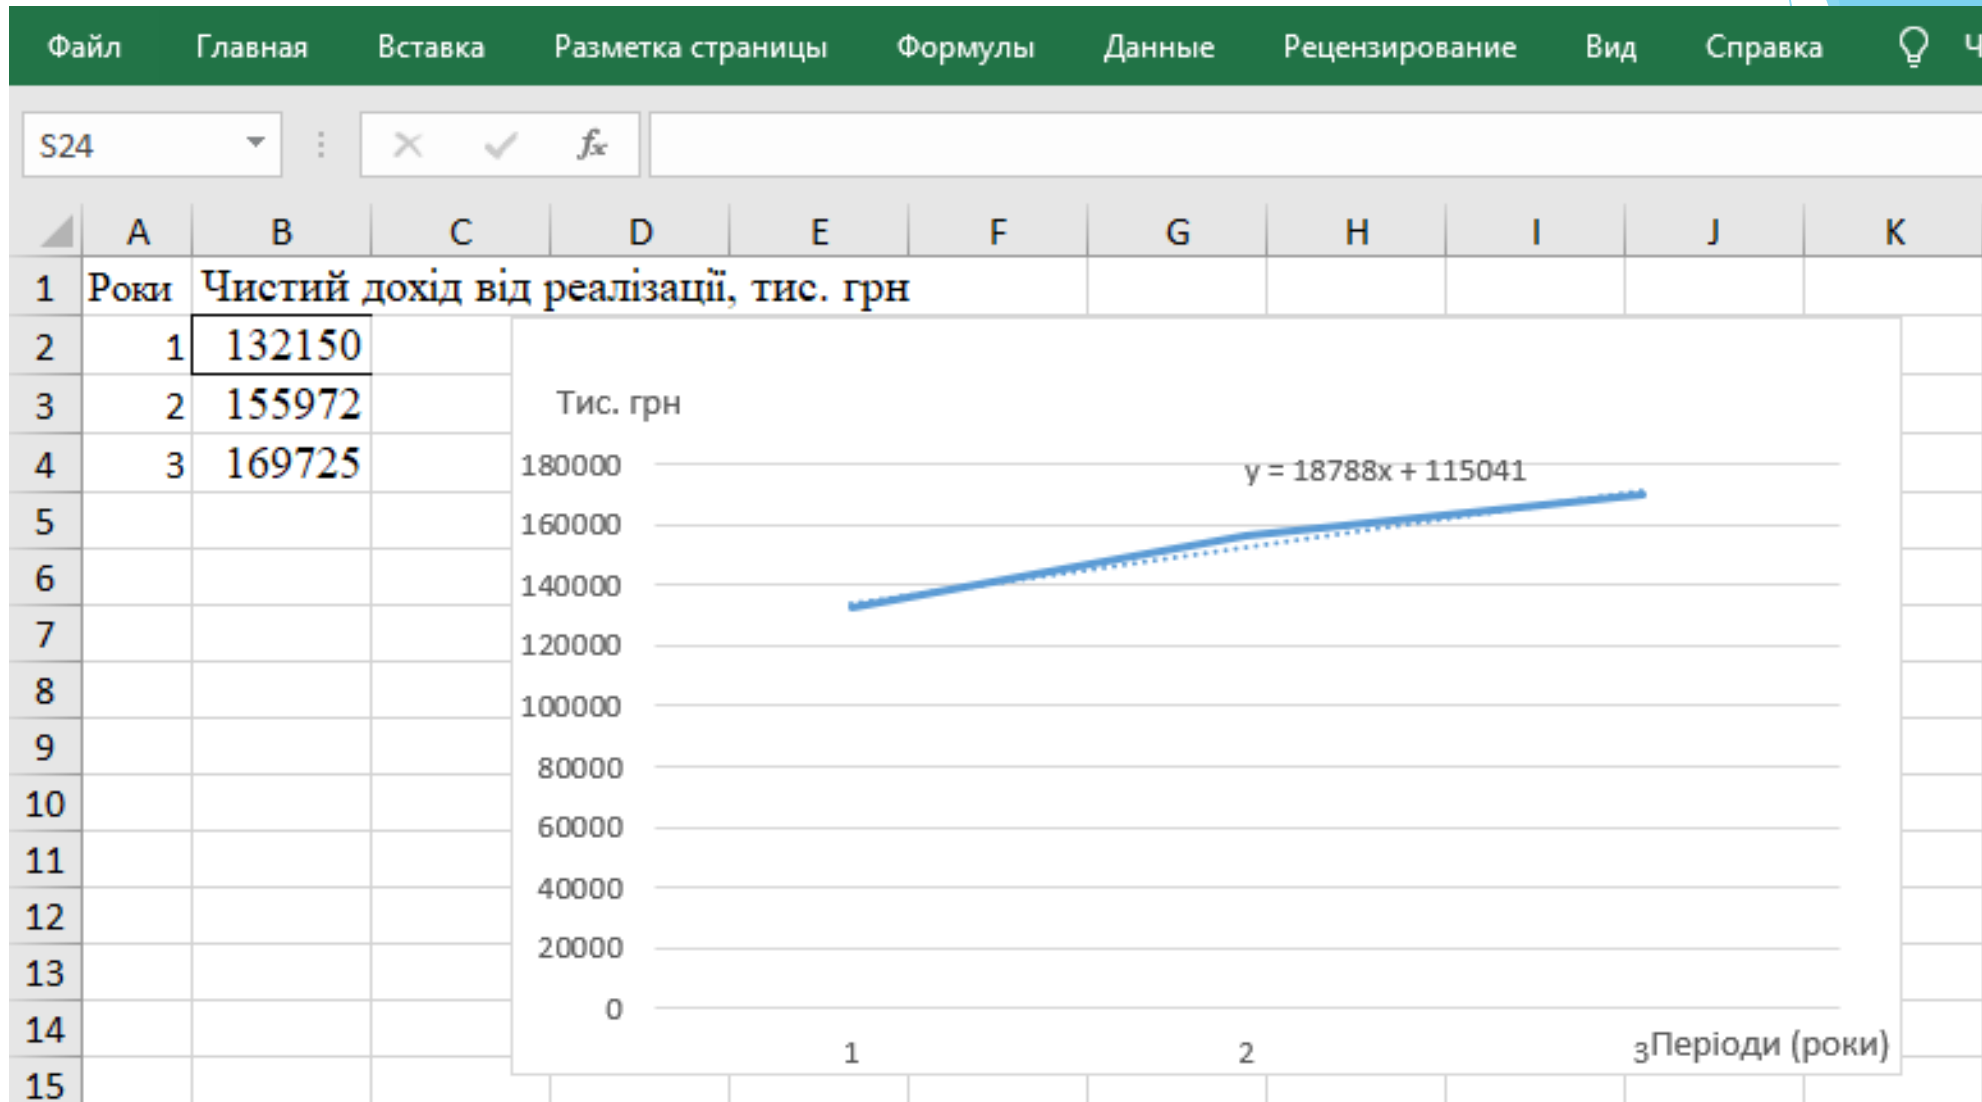 Файл Главная Вставка Разметка страницы Формулы Данные Рецензирование Вид Справка Ч
S24 fx
A B C D E F G H I J K
1 Роки Чистий дохід від реалізації, тис. грн
2 1 132150
3 2 155972
4 3 169725
5
6
7
8
9
10
11
12
13
14
15
Тис. грн
y = 18788x + 115041
180000
160000
140000
120000
100000
80000
60000
40000
20000
0
1 2 3
Періоди (роки)